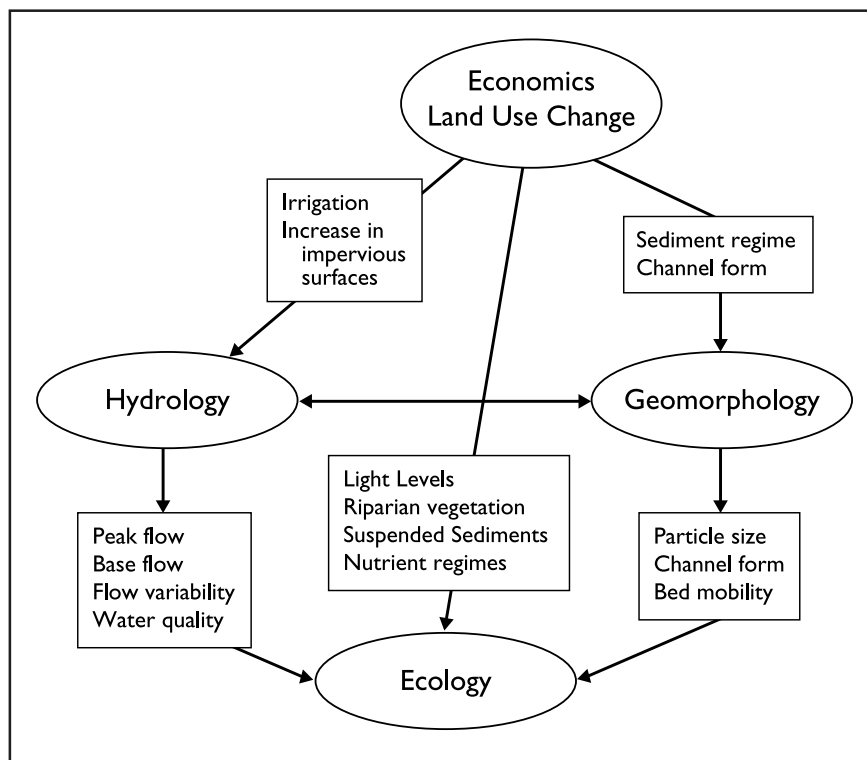 Economics
Land Use Change
Irrigation
Increase in
impervious
surfaces
Sediment regime
Channel form
Hydrology
Geomorphology
Light Levels
Riparian vegetation
Suspended Sediments
Nutrient regimes
Peak flow
Base flow
Flow variability
Water quality
Particle size
Channel form
Bed mobility
Ecology